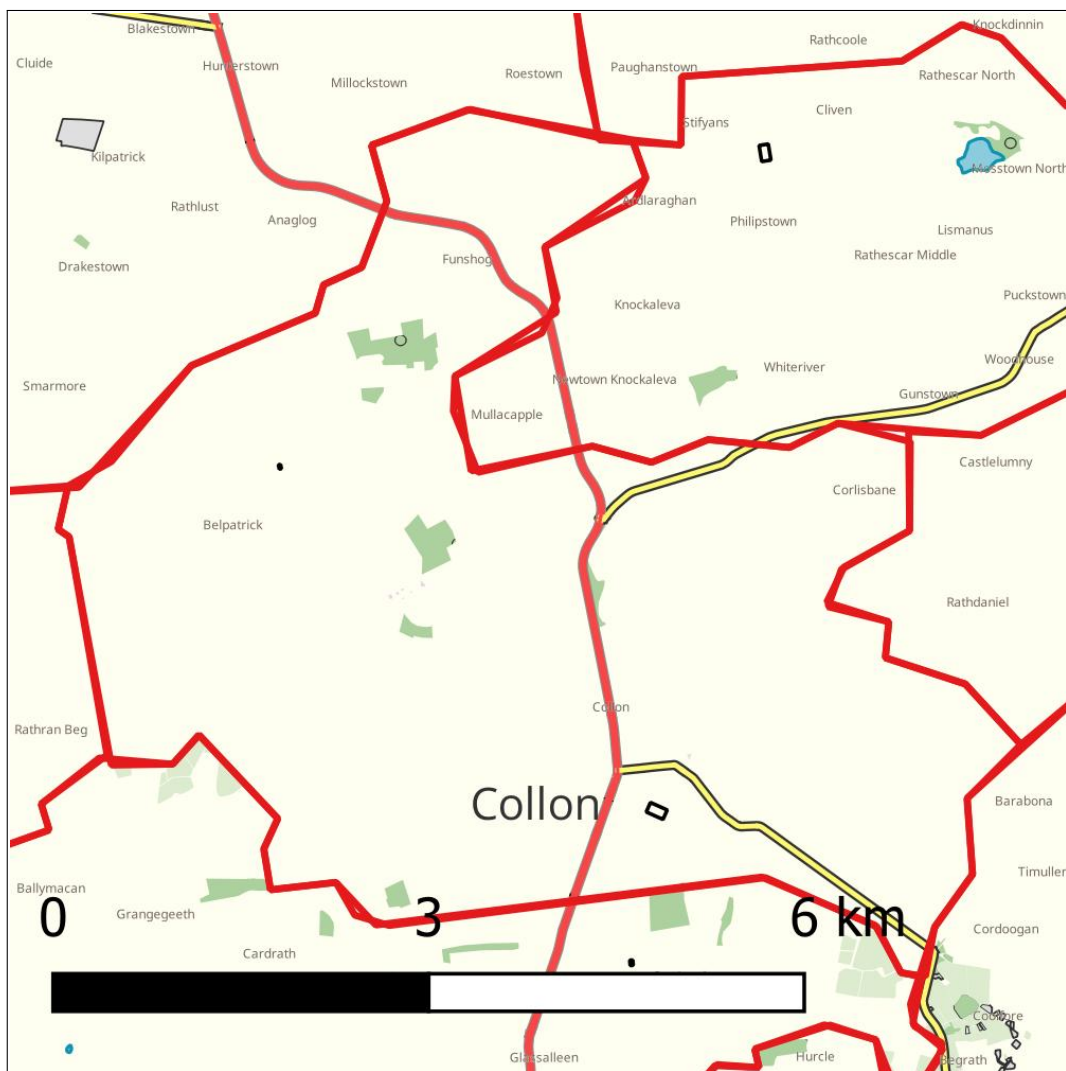 Knockdinnin
Blakestown
Rathcoole
Cluide
Hunterstown
Paughanstown
Roestown
Rathescar North
Millockstown
Cliven
Stifyans
Kilpatrick
Mosstown North
Ardlaraghan
Rathlust
Anaglog
Philipstown
Lismanus
Rathescar Middle
Funshog
Drakestown
Puckstown
Knockaleva
Woodhouse
Whiteriver
Newtown Knockaleva
Smarmore
Gunstown
Mullacapple
Castlelumny
Corlisbane
Belpatrick
Rathdaniel
Collon
Rathran Beg
Collon
Barabona
Timuller
Ballymacan
Grangegeeth
0 3 6 km
Cordoogan
Cardrath
Coolfore
Glassalleen
Hurcle
Begrath